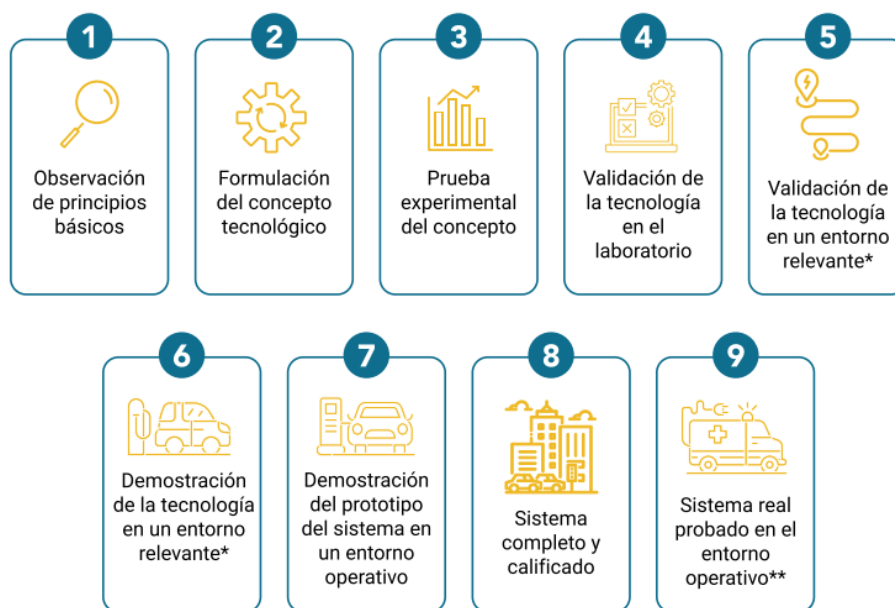 1
Observación
de principios
básicos
2
Formulación
del concepto
tecnológico
3
Prueba
experimental
del concepto
4
Validación de
la tecnología
en el
laboratorio
5
Validación de
la tecnología
en un entorno
relevante*
6
Demostración
de la tecnología
en un entorno
relevante*
7
Demostración
del prototipo
del sistema en
un entorno
operativo
8
Sistema
completo y
calificado
9
Sistema real
probado en el
entorno
operativo**